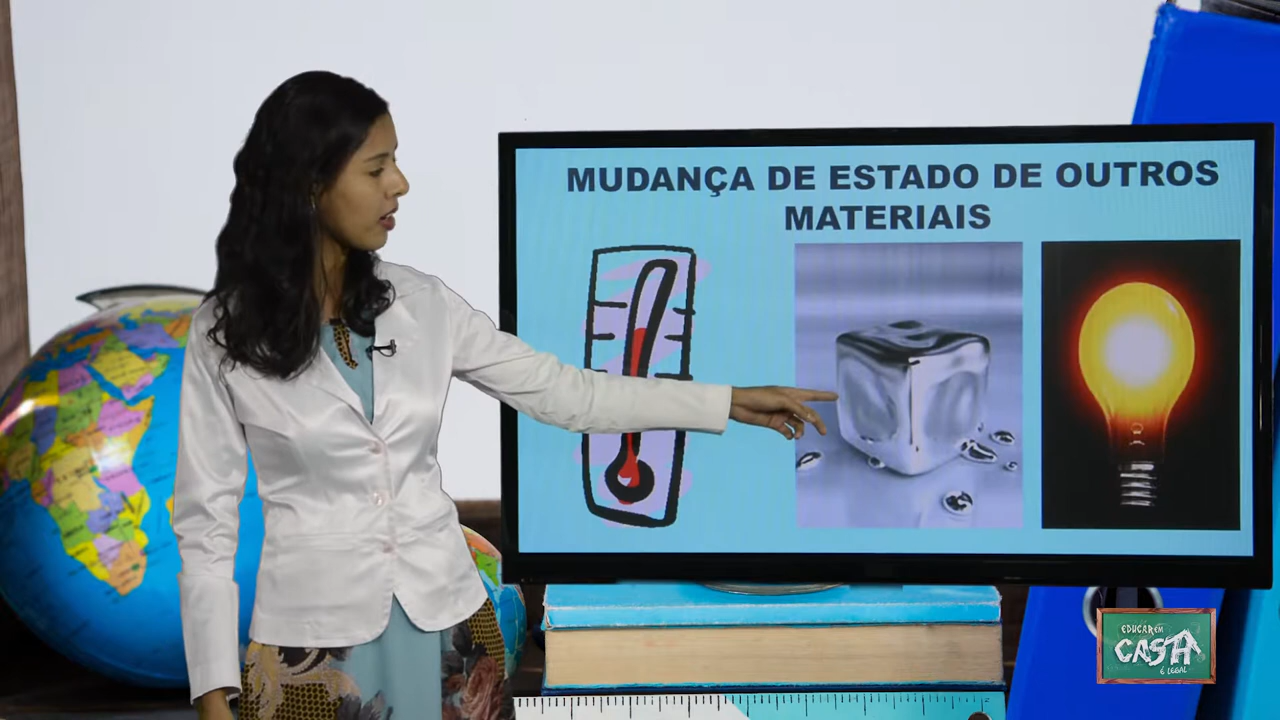 MUDANÇA DE ESTADO DE OUTROS
MATERIAIS
EDUCAR EM
CASA
É LEGAL